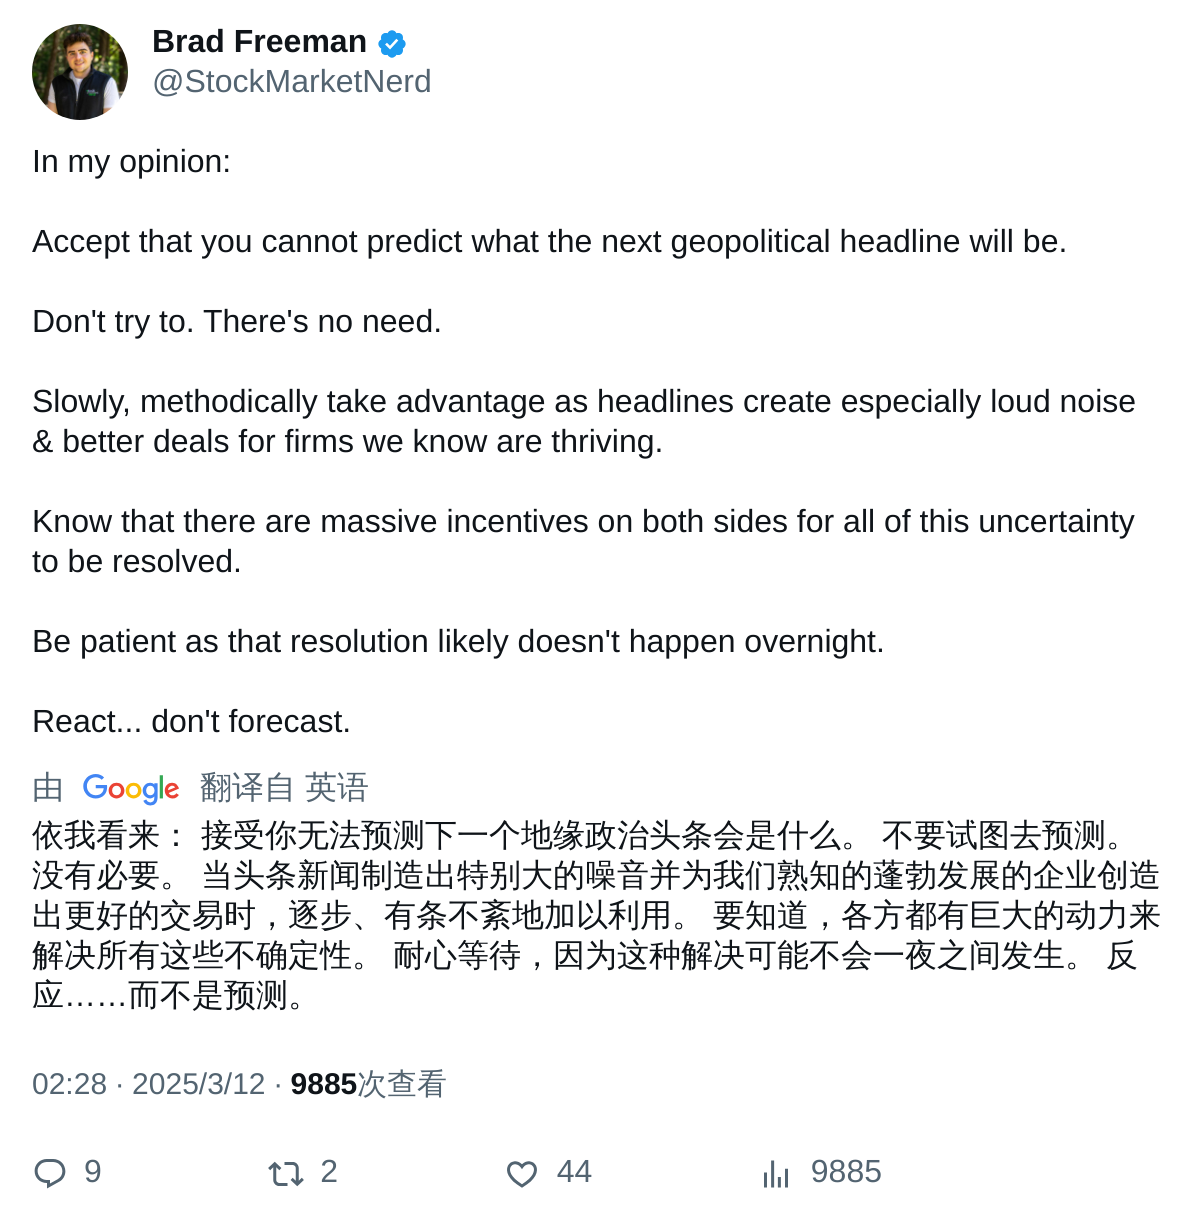 Brad Freeman
@StockMarketNerd
In my opinion:
Accept that you cannot predict what the next geopolitical headline will be.
Don't try to. There's no need.
Slowly, methodically take advantage as headlines create especially loud noise
& better deals for firms we know are thriving.
Know that there are massive incentives on both sides for all of this uncertainty
to be resolved.
Be patient as that resolution likely doesn't happen overnight.
React... don't forecast.
由 Google 翻译自 英语
依我看来： 接受你无法预测下一个地缘政治头条会是什么。 不要试图去预测。
没有必要。 当头条新闻制造出特别大的噪音并为我们熟知的蓬勃发展的企业创造
出更好的交易时，逐步、有条不紊地加以利用。 要知道，各方都有巨大的动力来
解决所有这些不确定性。 耐心等待，因为这种解决可能不会一夜之间发生。 反
应……而不是预测。
02:28 · 2025/3/12 · 9885次查看
9 2 44 9885